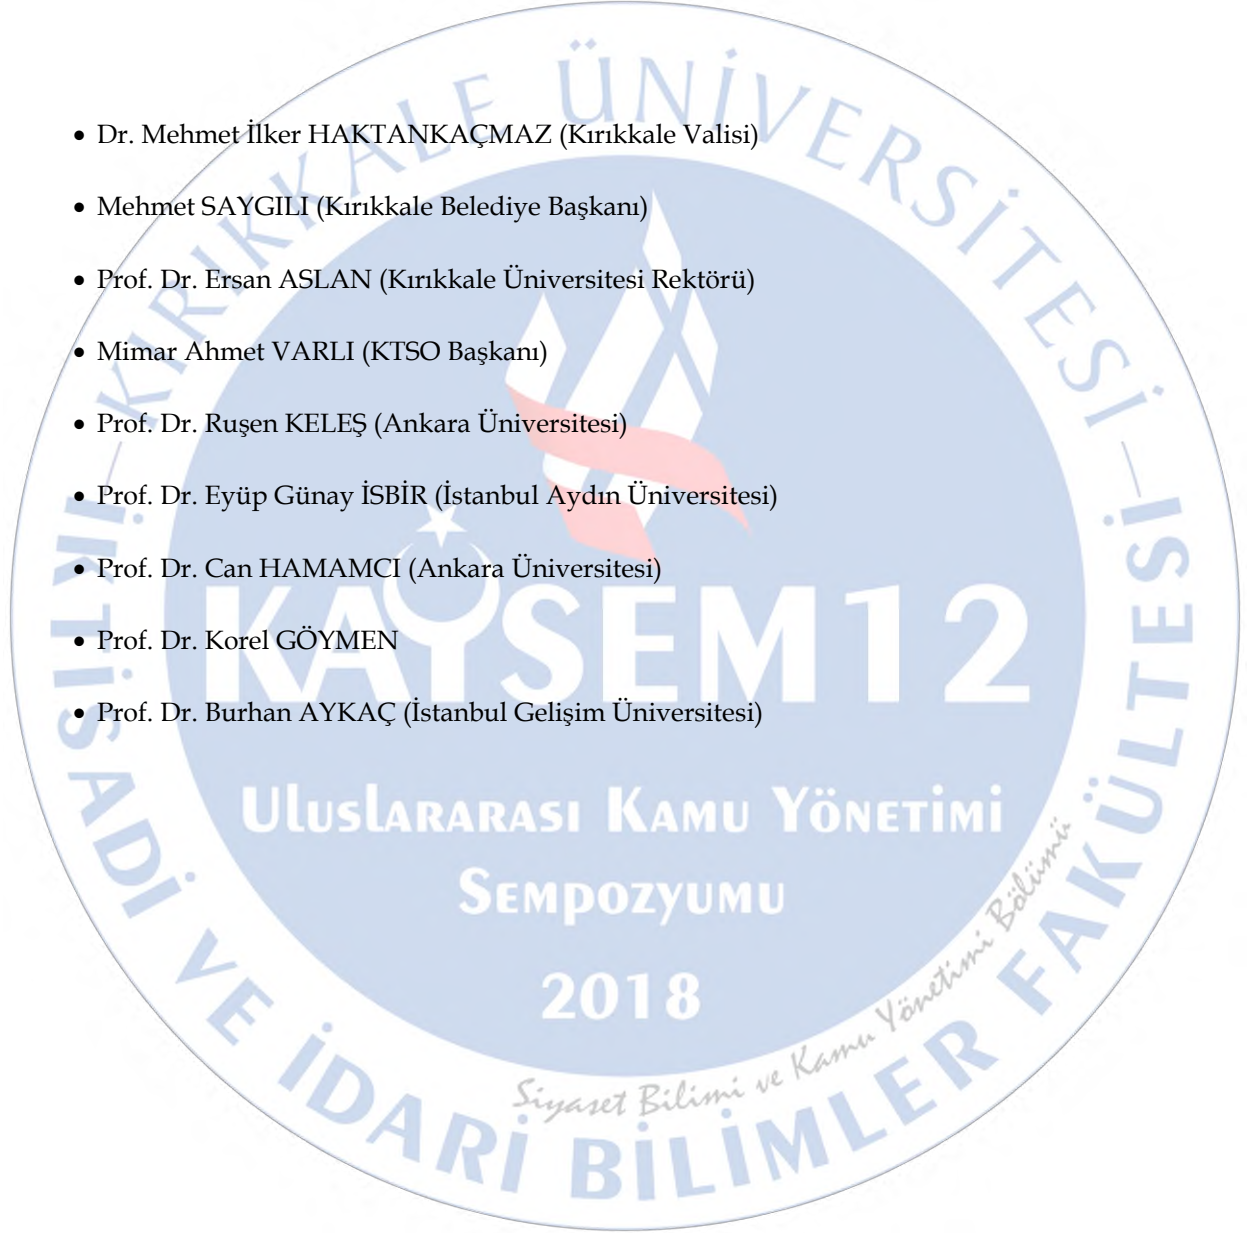 • Dr. Mehmet İlker HAKTANKAÇMAZ (Kırıkkale Valisi)
• Mehmet SAYGILI (Kırıkkale Belediye Başkanı)
• Prof. Dr. Ersan ASLAN (Kırıkkale Üniversitesi Rektörü)
• Mimar Ahmet VARLI (KTSO Başkanı)
• Prof. Dr. Ruşen KELEŞ (Ankara Üniversitesi)
• Prof. Dr. Eyüp Günay İSBİR (İstanbul Aydın Üniversitesi)
• Prof. Dr. Can HAMAMCI (Ankara Üniversitesi)
• Prof. Dr. Korel GÖYMEN
• Prof. Dr. Burhan AYKAÇ (İstanbul Gelişim Üniversitesi)
KIRIKKALE ÜNİVERSİTESİ
İKTİSADİ VE İDARİ BİLİMLER FAKÜLTESİ
KAYSEM12
Uluslararası Kamu Yönetimi
Sempozyumu
2018
Siyaset Bilimi ve Kamu Yönetimi Bölümü